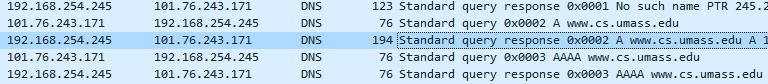 192.168.254.245 101.76.243.171 DNS 123 Standard query response 0x0001 No such name PTR 245.2
101.76.243.171 192.168.254.245 DNS 76 Standard query 0x0002 A www.cs.umass.edu
192.168.254.245 101.76.243.171 DNS 194 Standard query response 0x0002 A www.cs.umass.edu A 1
101.76.243.171 192.168.254.245 DNS 76 Standard query 0x0003 AAAA www.cs.umass.edu
192.168.254.245 101.76.243.171 DNS 76 Standard query response 0x0003 AAAA www.cs.umass.edu